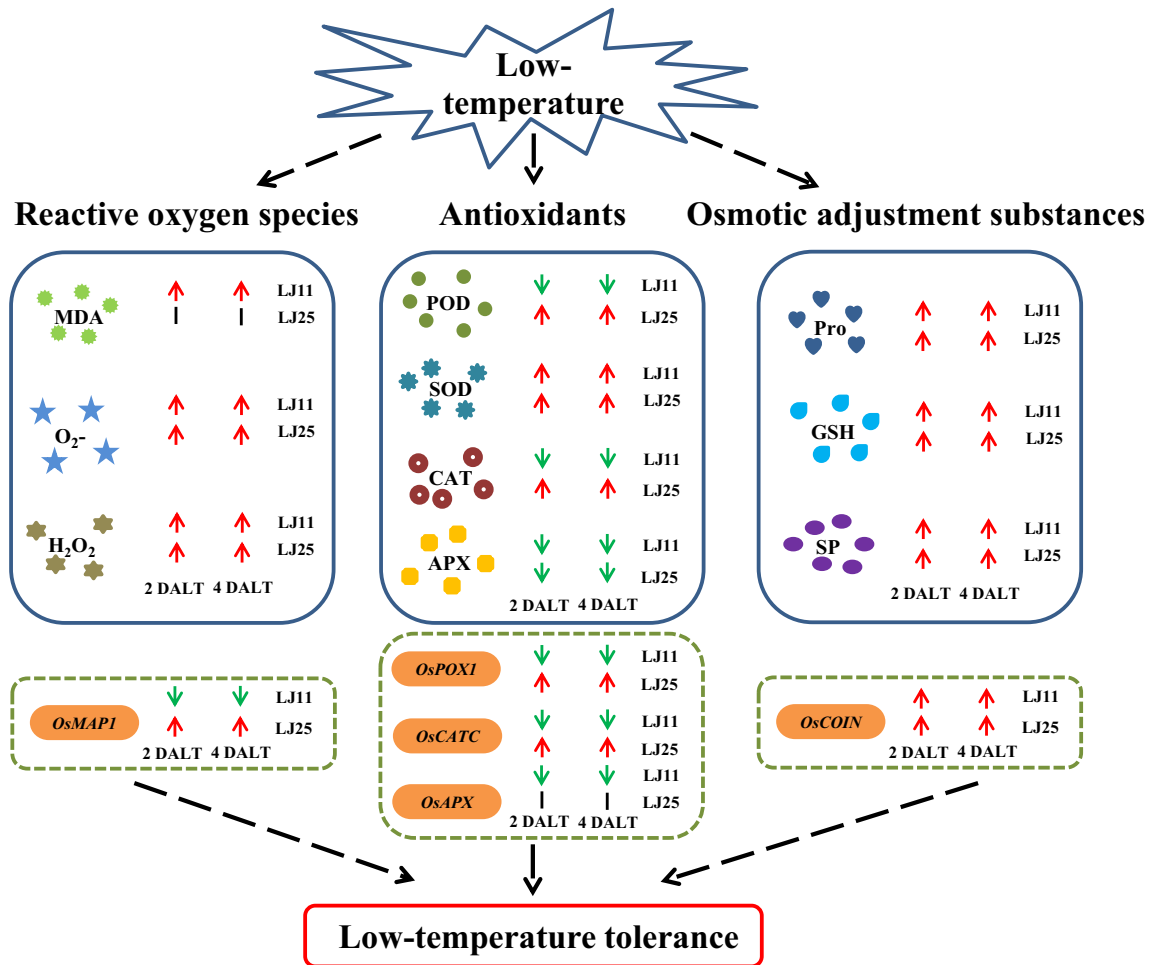 Low-
temperature
Reactive oxygen species
Antioxidants
Osmotic adjustment substances
MDA
LJ11
LJ25
O₂-
LJ11
LJ25
H₂O₂
LJ11
LJ25
2 DALT 4 DALT
POD
LJ11
LJ25
SOD
LJ11
LJ25
CAT
LJ11
LJ25
APX
LJ11
LJ25
2 DALT 4 DALT
Pro
LJ11
LJ25
GSH
LJ11
LJ25
SP
LJ11
LJ25
2 DALT 4 DALT
OsMAP1
LJ11
LJ25
2 DALT 4 DALT
OsPOX1
LJ11
LJ25
OsCATC
LJ11
LJ25
OsAPX
LJ11
LJ25
2 DALT 4 DALT
OsCOIN
LJ11
LJ25
2 DALT 4 DALT
Low-temperature tolerance